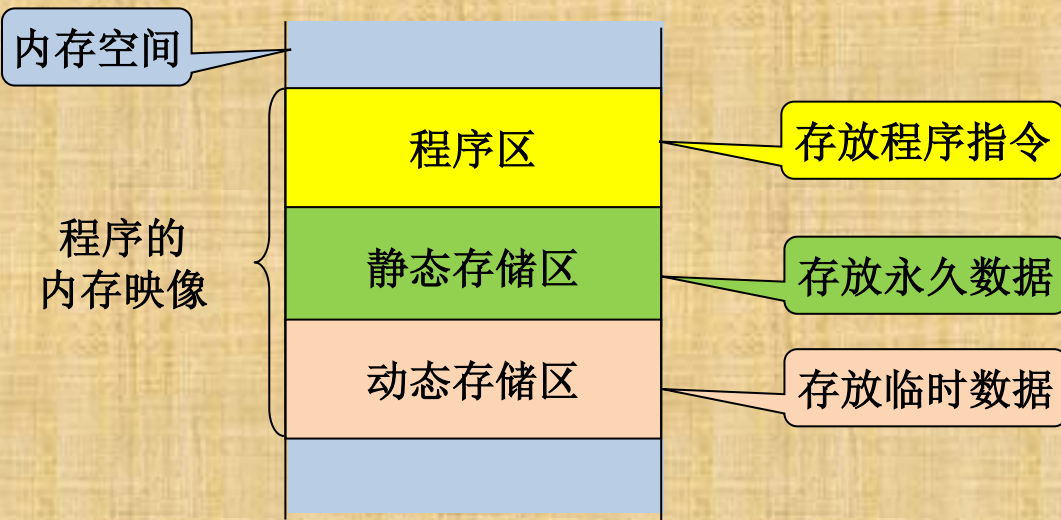 内存空间
程序区
存放程序指令
程序的
内存映像
静态存储区
存放永久数据
动态存储区
存放临时数据